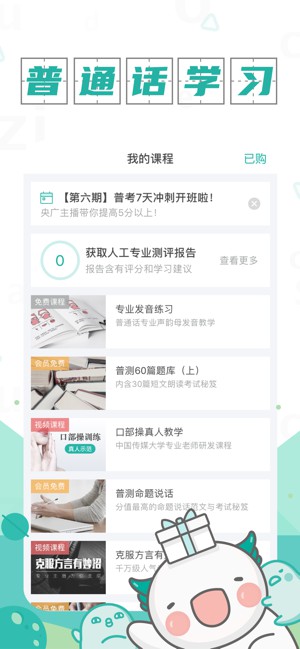 普通话学习
我的课程
已购
【第六期】普考7天冲刺开班啦！
央广主播带你提高5分以上！
0
获取人工专业测评报告
报告含有评分和学习建议
查看更多
免费课程
专业发音练习
普通话专业声韵母发音教学
会员免费
普测60篇题库（上）
内含30篇短文朗读考试秘笈
视频课程
口部操训练
真人示范
口部操真人教学
中国传媒大学专业老师研发课程
会员免费
普测命题说话
分值最高的命题说话范文与考试秘笈
视频课程
克服方言有妙招
克服方言有
千万级人气
会员免费